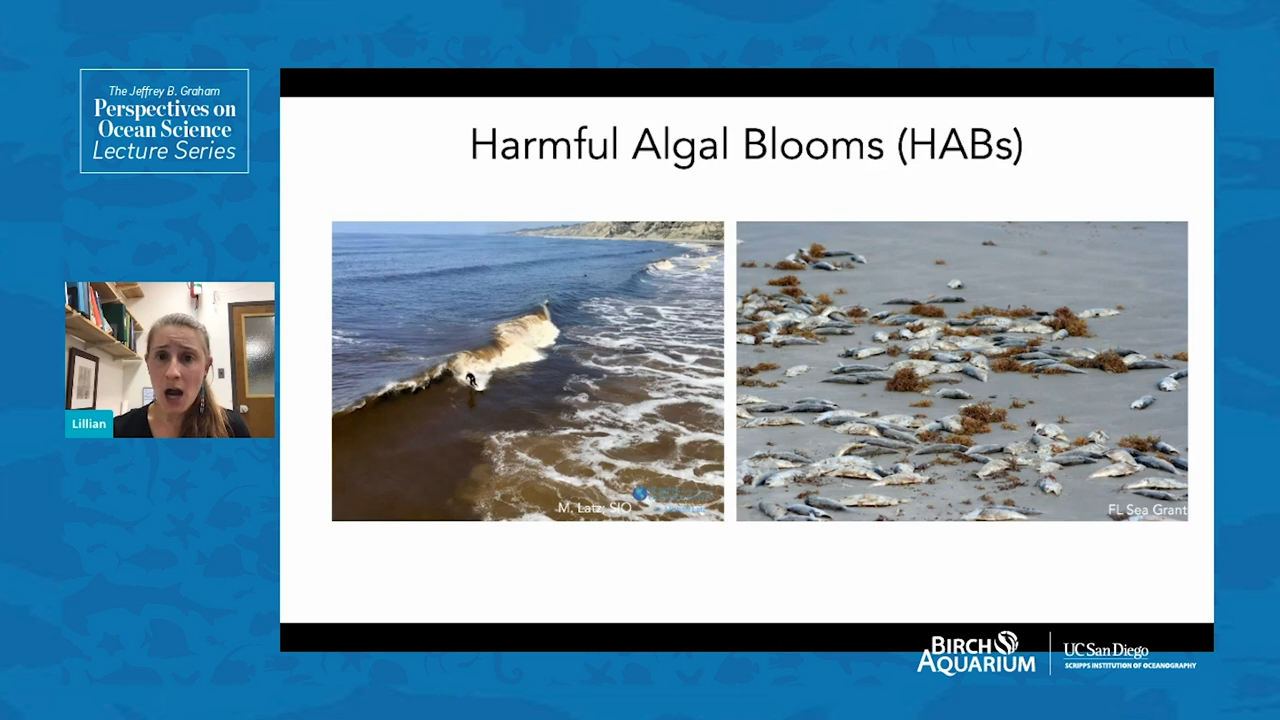 The Jeffrey B. Graham
Perspectives on
Ocean Science
Lecture Series
Harmful Algal Blooms (HABs)
Lillian
M. Latz; SIO
FL Sea Grant
BIRCH
AQUARIUM
UC San Diego
SCRIPPS INSTITUTION OF OCEANOGRAPHY